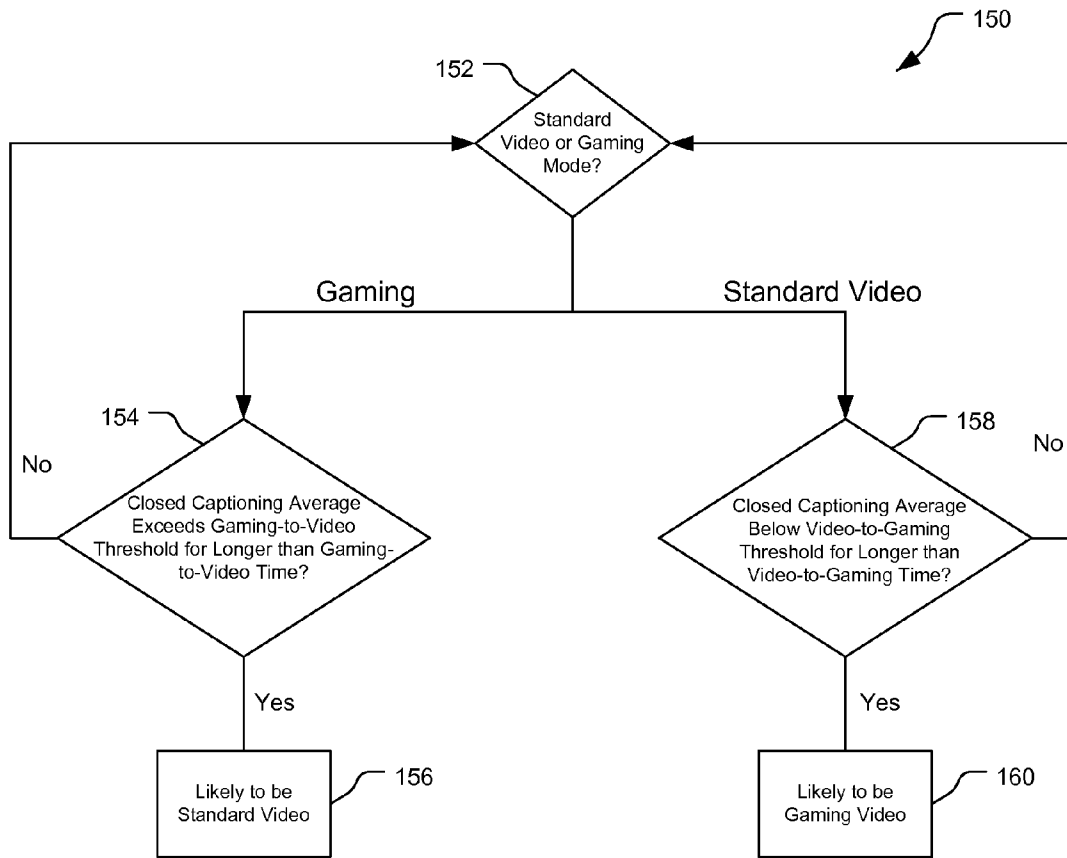 150
152
Standard
Video or Gaming
Mode?
Gaming
Standard Video
154
158
No
No
Closed Captioning Average
Exceeds Gaming-to-Video
Threshold for Longer than Gaming-
to-Video Time?
Closed Captioning Average
Below Video-to-Gaming
Threshold for Longer than
Video-to-Gaming Time?
Yes
Yes
156
160
Likely to be
Standard Video
Likely to be
Gaming Video